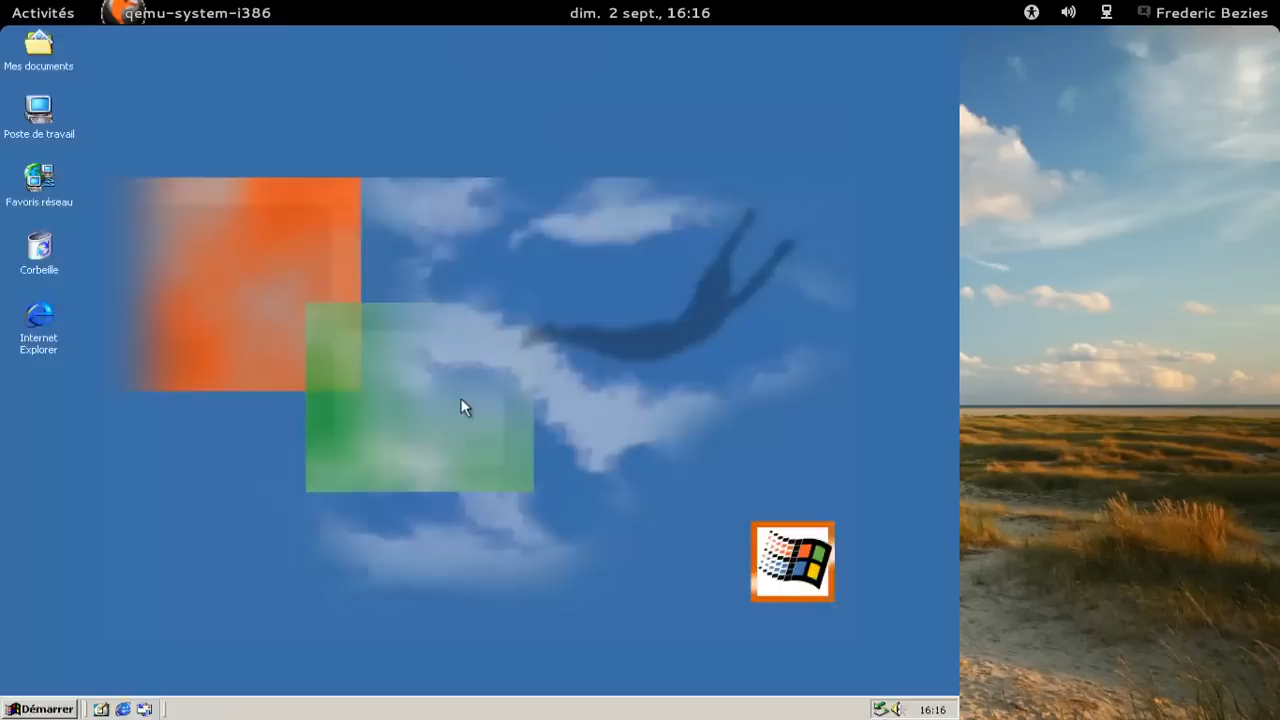 Activités
qemu-system-i386
dim. 2 sept., 16:16
Frederic Bezies
Mes documents
Poste de travail
Favoris réseau
Corbeille
Internet
Explorer
Démarrer
16:16